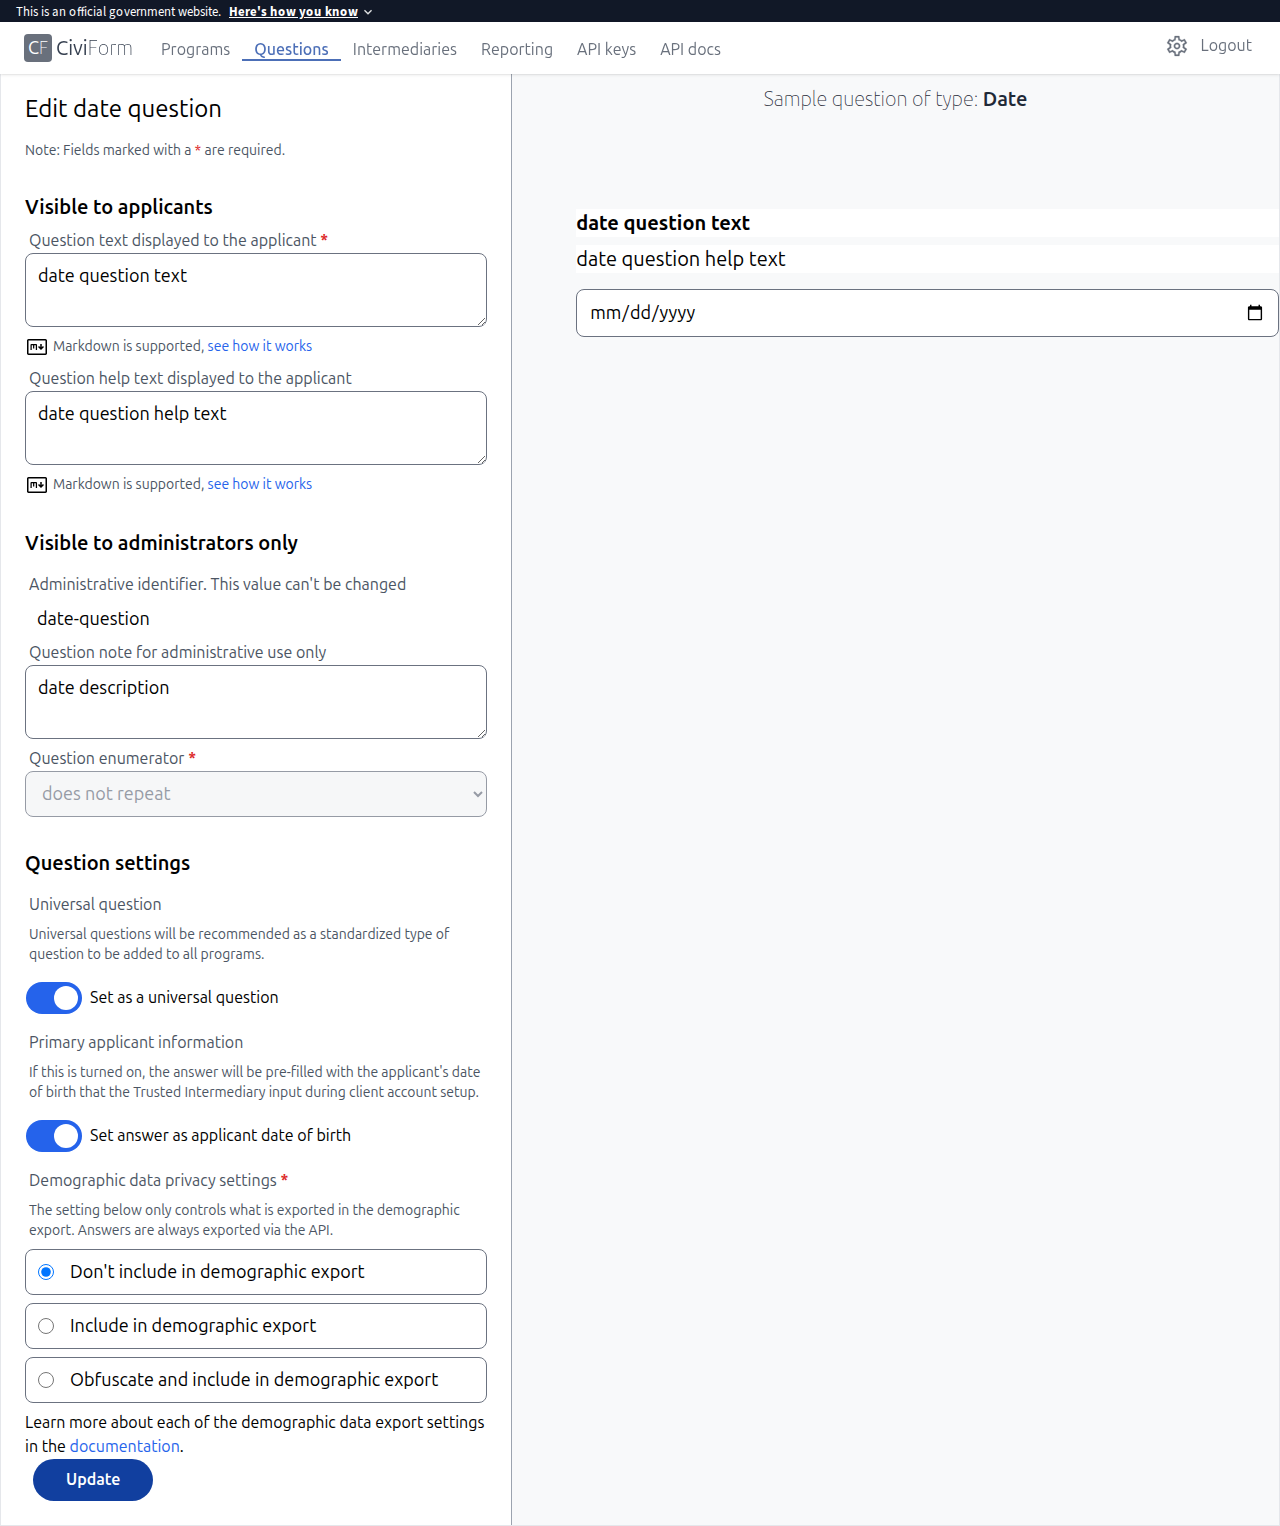 This is an official government website. Here's how you know
CF CiviForm Programs Questions Intermediaries Reporting API keys API docs Logout
Edit date question
Note: Fields marked with a * are required.
Visible to applicants
Question text displayed to the applicant *
date question text
Markdown is supported, see how it works
Question help text displayed to the applicant
date question help text
Markdown is supported, see how it works
Visible to administrators only
Administrative identifier. This value can't be changed
date-question
Question note for administrative use only
date description
Question enumerator *
does not repeat
Question settings
Universal question
Universal questions will be recommended as a standardized type of
question to be added to all programs.
Set as a universal question
Primary applicant information
If this is turned on, the answer will be pre-filled with the applicant's date
of birth that the Trusted Intermediary input during client account setup.
Set answer as applicant date of birth
Demographic data privacy settings *
The setting below only controls what is exported in the demographic
export. Answers are always exported via the API.
Don't include in demographic export
Include in demographic export
Obfuscate and include in demographic export
Learn more about each of the demographic data export settings
in the documentation.
Update
Sample question of type: Date
date question text
date question help text
mm/dd/yyyy